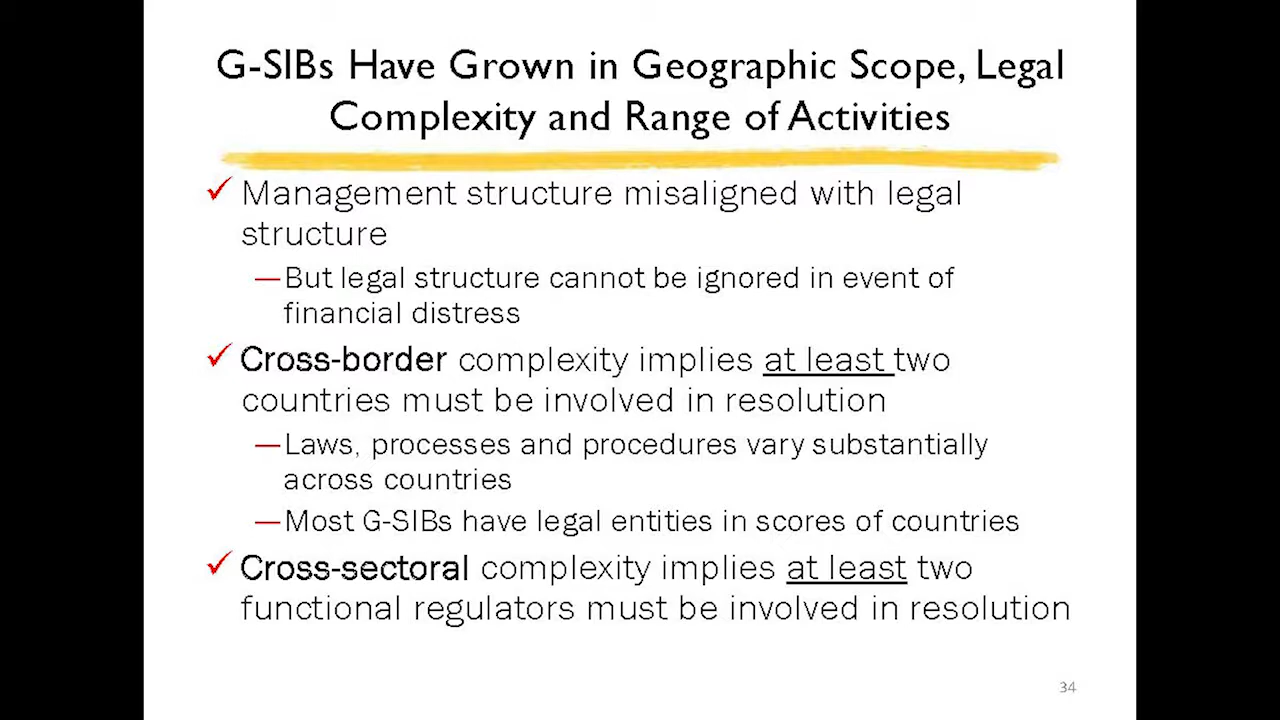 G-SIBs Have Grown in Geographic Scope, Legal
Complexity and Range of Activities
✓ Management structure misaligned with legal
structure
—But legal structure cannot be ignored in event of
financial distress
✓ Cross-border complexity implies at least two
countries must be involved in resolution
—Laws, processes and procedures vary substantially
across countries
—Most G-SIBs have legal entities in scores of countries
✓ Cross-sectoral complexity implies at least two
functional regulators must be involved in resolution
34